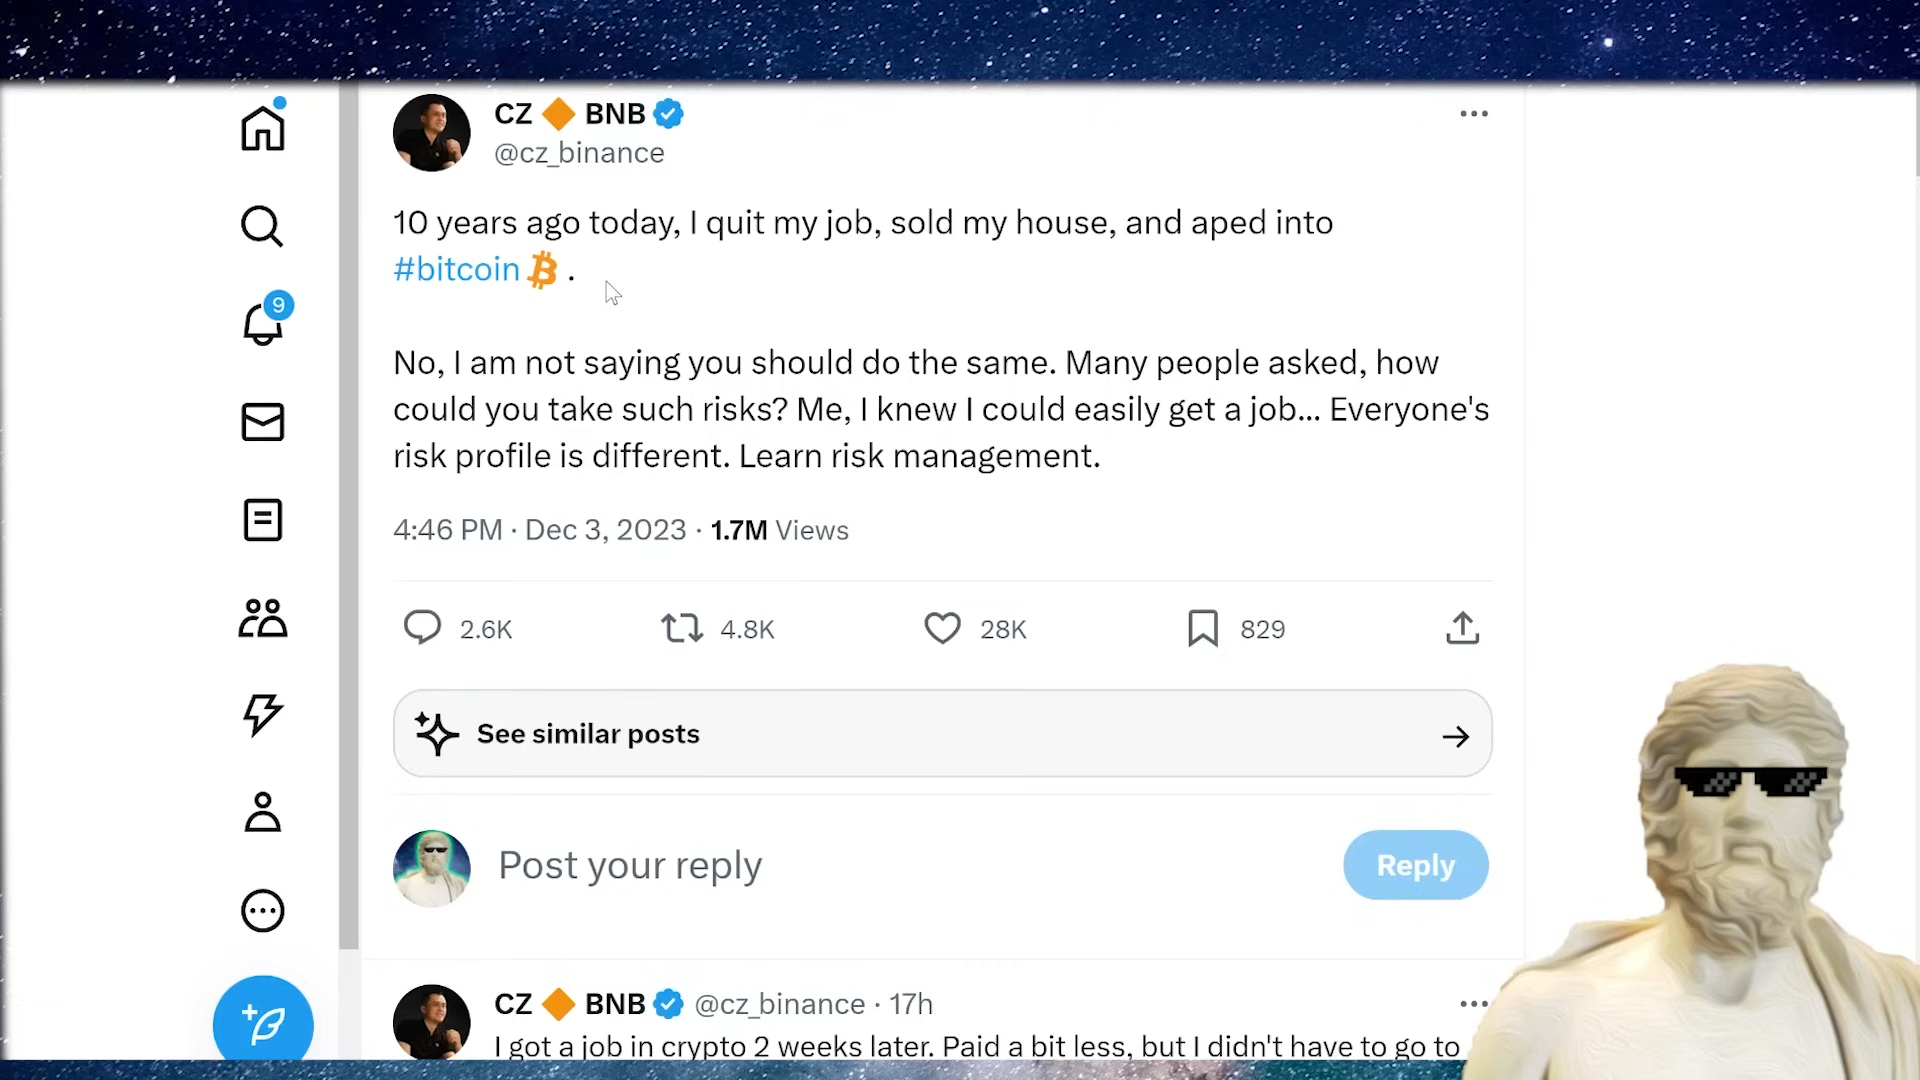 CZ 🔶 BNB
@cz_binance
10 years ago today, I quit my job, sold my house, and aped into
#bitcoin .
No, I am not saying you should do the same. Many people asked, how
could you take such risks? Me, I knew I could easily get a job... Everyone's
risk profile is different. Learn risk management.
4:46 PM · Dec 3, 2023 · 1.7M Views
9
2.6K 4.8K 28K 829
See similar posts
Post your reply
Reply
CZ 🔶 BNB @cz_binance · 17h
I got a job in crypto 2 weeks later. Paid a bit less, but I didn't have to go to